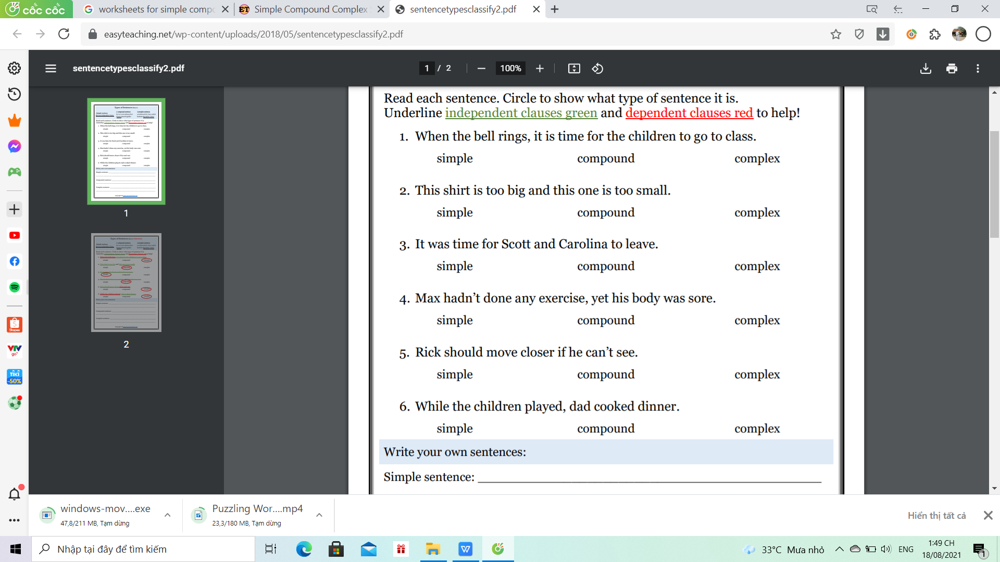 cốc cốc
worksheets for simple compo
Simple Compound Complex
sentencetypesclassify2.pdf
easyteaching.net/wp-content/uploads/2018/05/sentencetypesclassify2.pdf
sentencetypesclassify2.pdf
1 / 2
100%
Read each sentence. Circle to show what type of sentence it is.
Underline independent clauses green and dependent clauses red to help!
1. When the bell rings, it is time for the children to go to class.
simple compound complex
2. This shirt is too big and this one is too small.
simple compound complex
3. It was time for Scott and Carolina to leave.
simple compound complex
4. Max hadn't done any exercise, yet his body was sore.
simple compound complex
5. Rick should move closer if he can't see.
simple compound complex
6. While the children played, dad cooked dinner.
simple compound complex
Write your own sentences:
Simple sentence:
1
2
Shopee
VTV
go
TIKI
-50%
windows-mov....exe
47,8/211 MB, Tạm dừng
Puzzling Wor....mp4
23,3/180 MB, Tạm dừng
Hiển thị tất cả
Nhập tại đây để tìm kiếm
33°C Mưa nhỏ
ENG
1:49 CH
18/08/2021
1